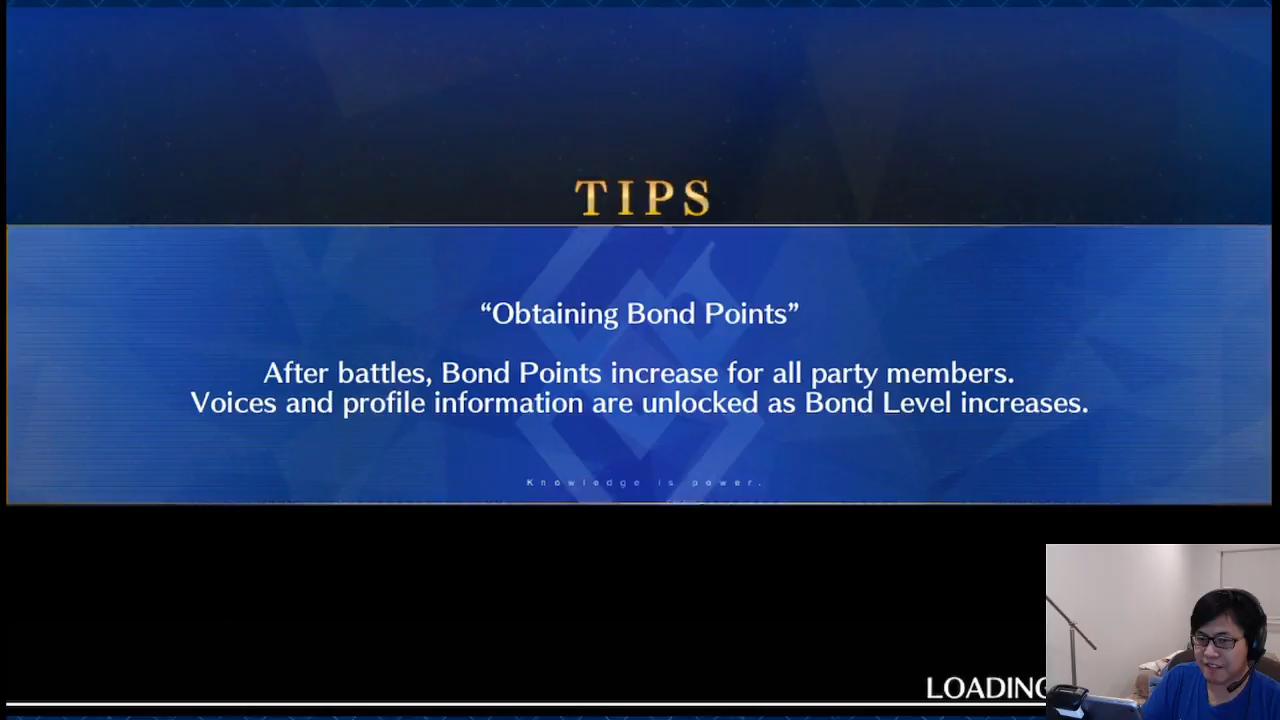 TIPS
“Obtaining Bond Points”
After battles, Bond Points increase for all party members.
Voices and profile information are unlocked as Bond Level increases.
Knowledge is power.
LOADING